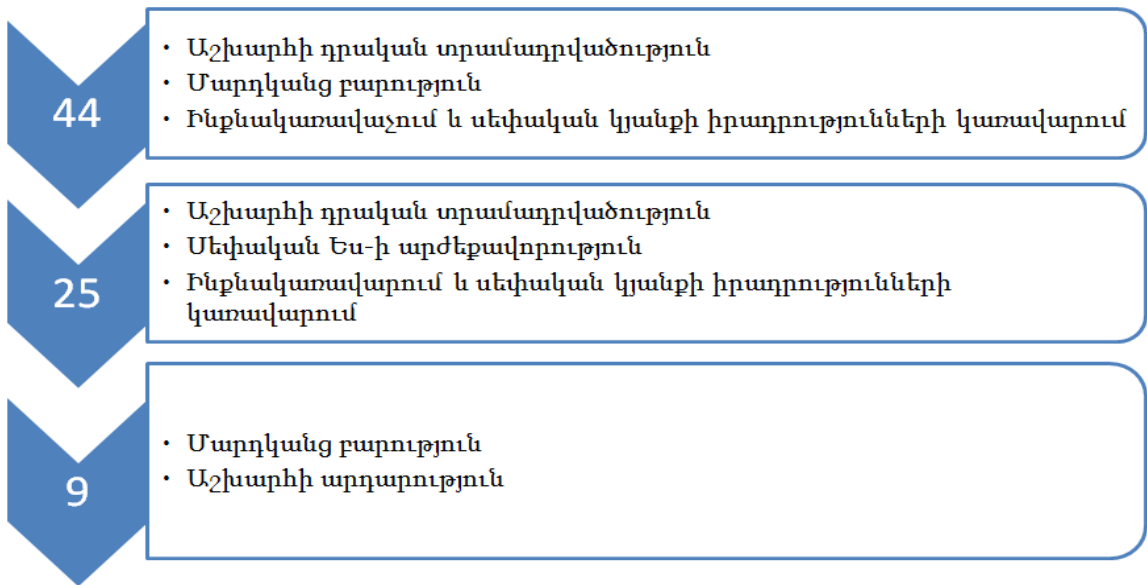 44
• Աշխարհի դրական տրամադրվածություն
• Մարդկանց բարություն
• Ինքնակառավաչում և սեփական կյանքի իրադրությունների կառավարում
25
• Աշխարհի դրական տրամադրվածություն
• Սեփական Ես-ի արժեքավորություն
• Ինքնակառավարում և սեփական կյանքի իրադրությունների
կառավարում
9
• Մարդկանց բարություն
• Աշխարհի արդարություն